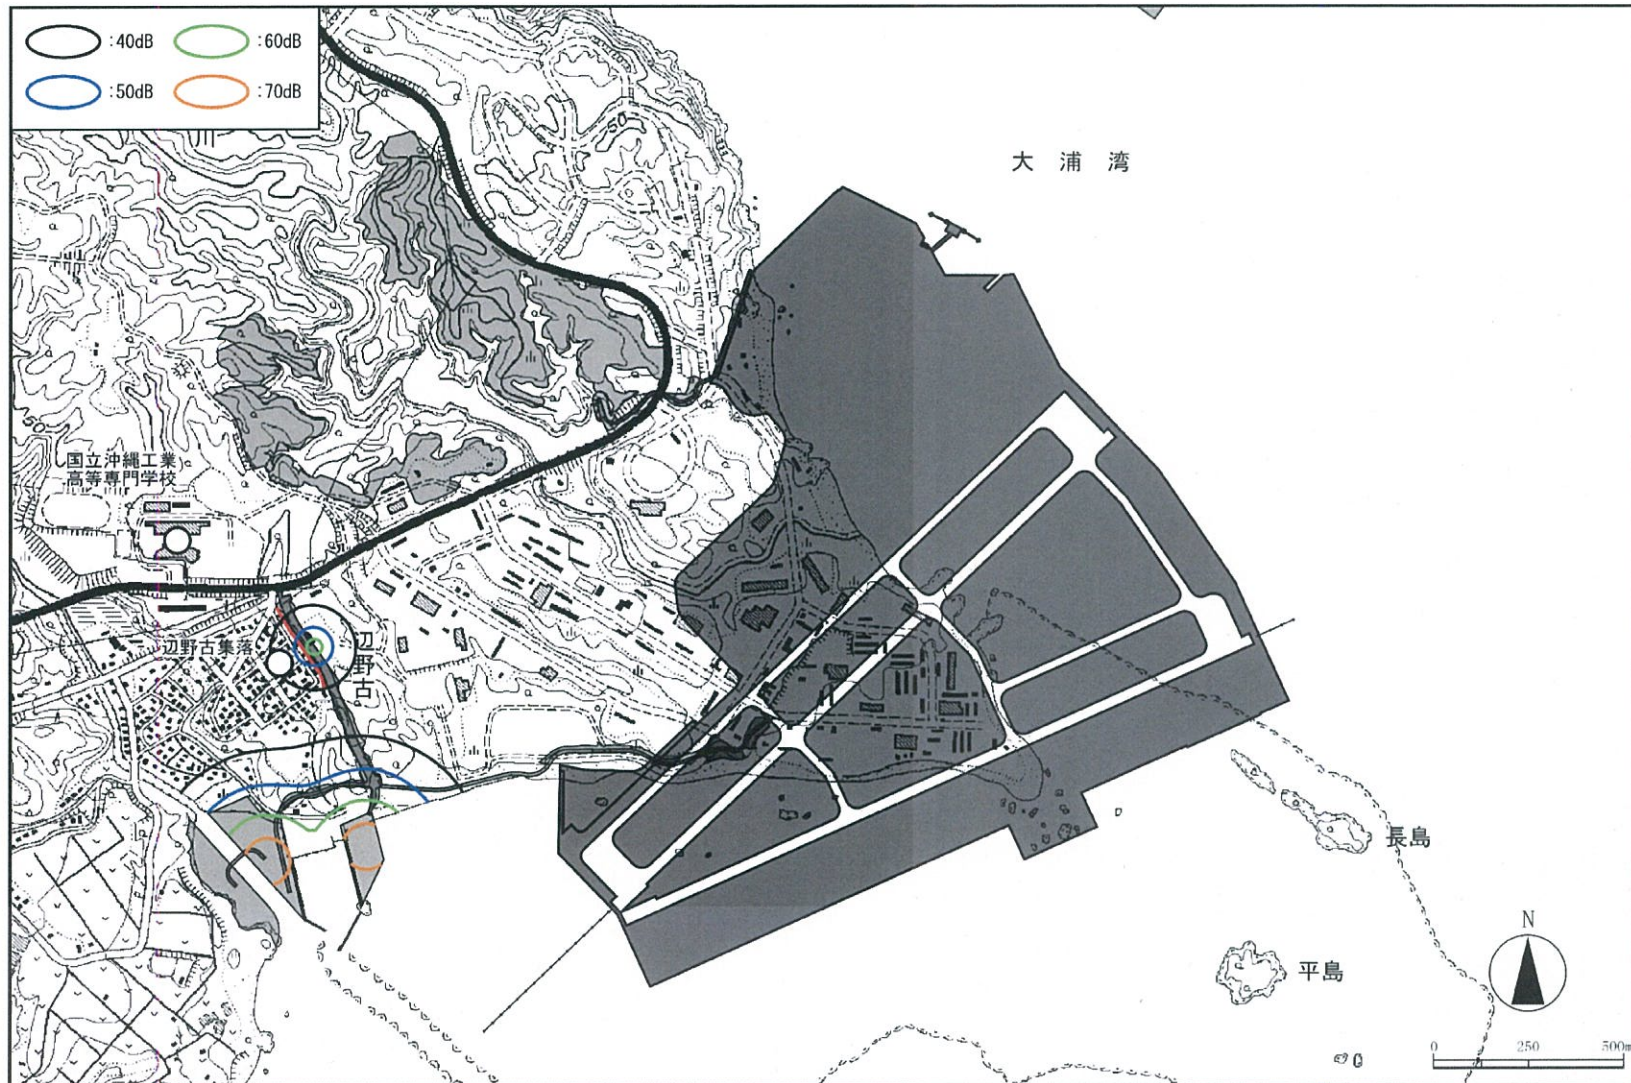 :40dB
:60dB
:50dB
:70dB
大浦湾
50
50
国立沖縄工業
高等専門学校
辺野古集落
辺野古
長島
平島
N
0 250 500m